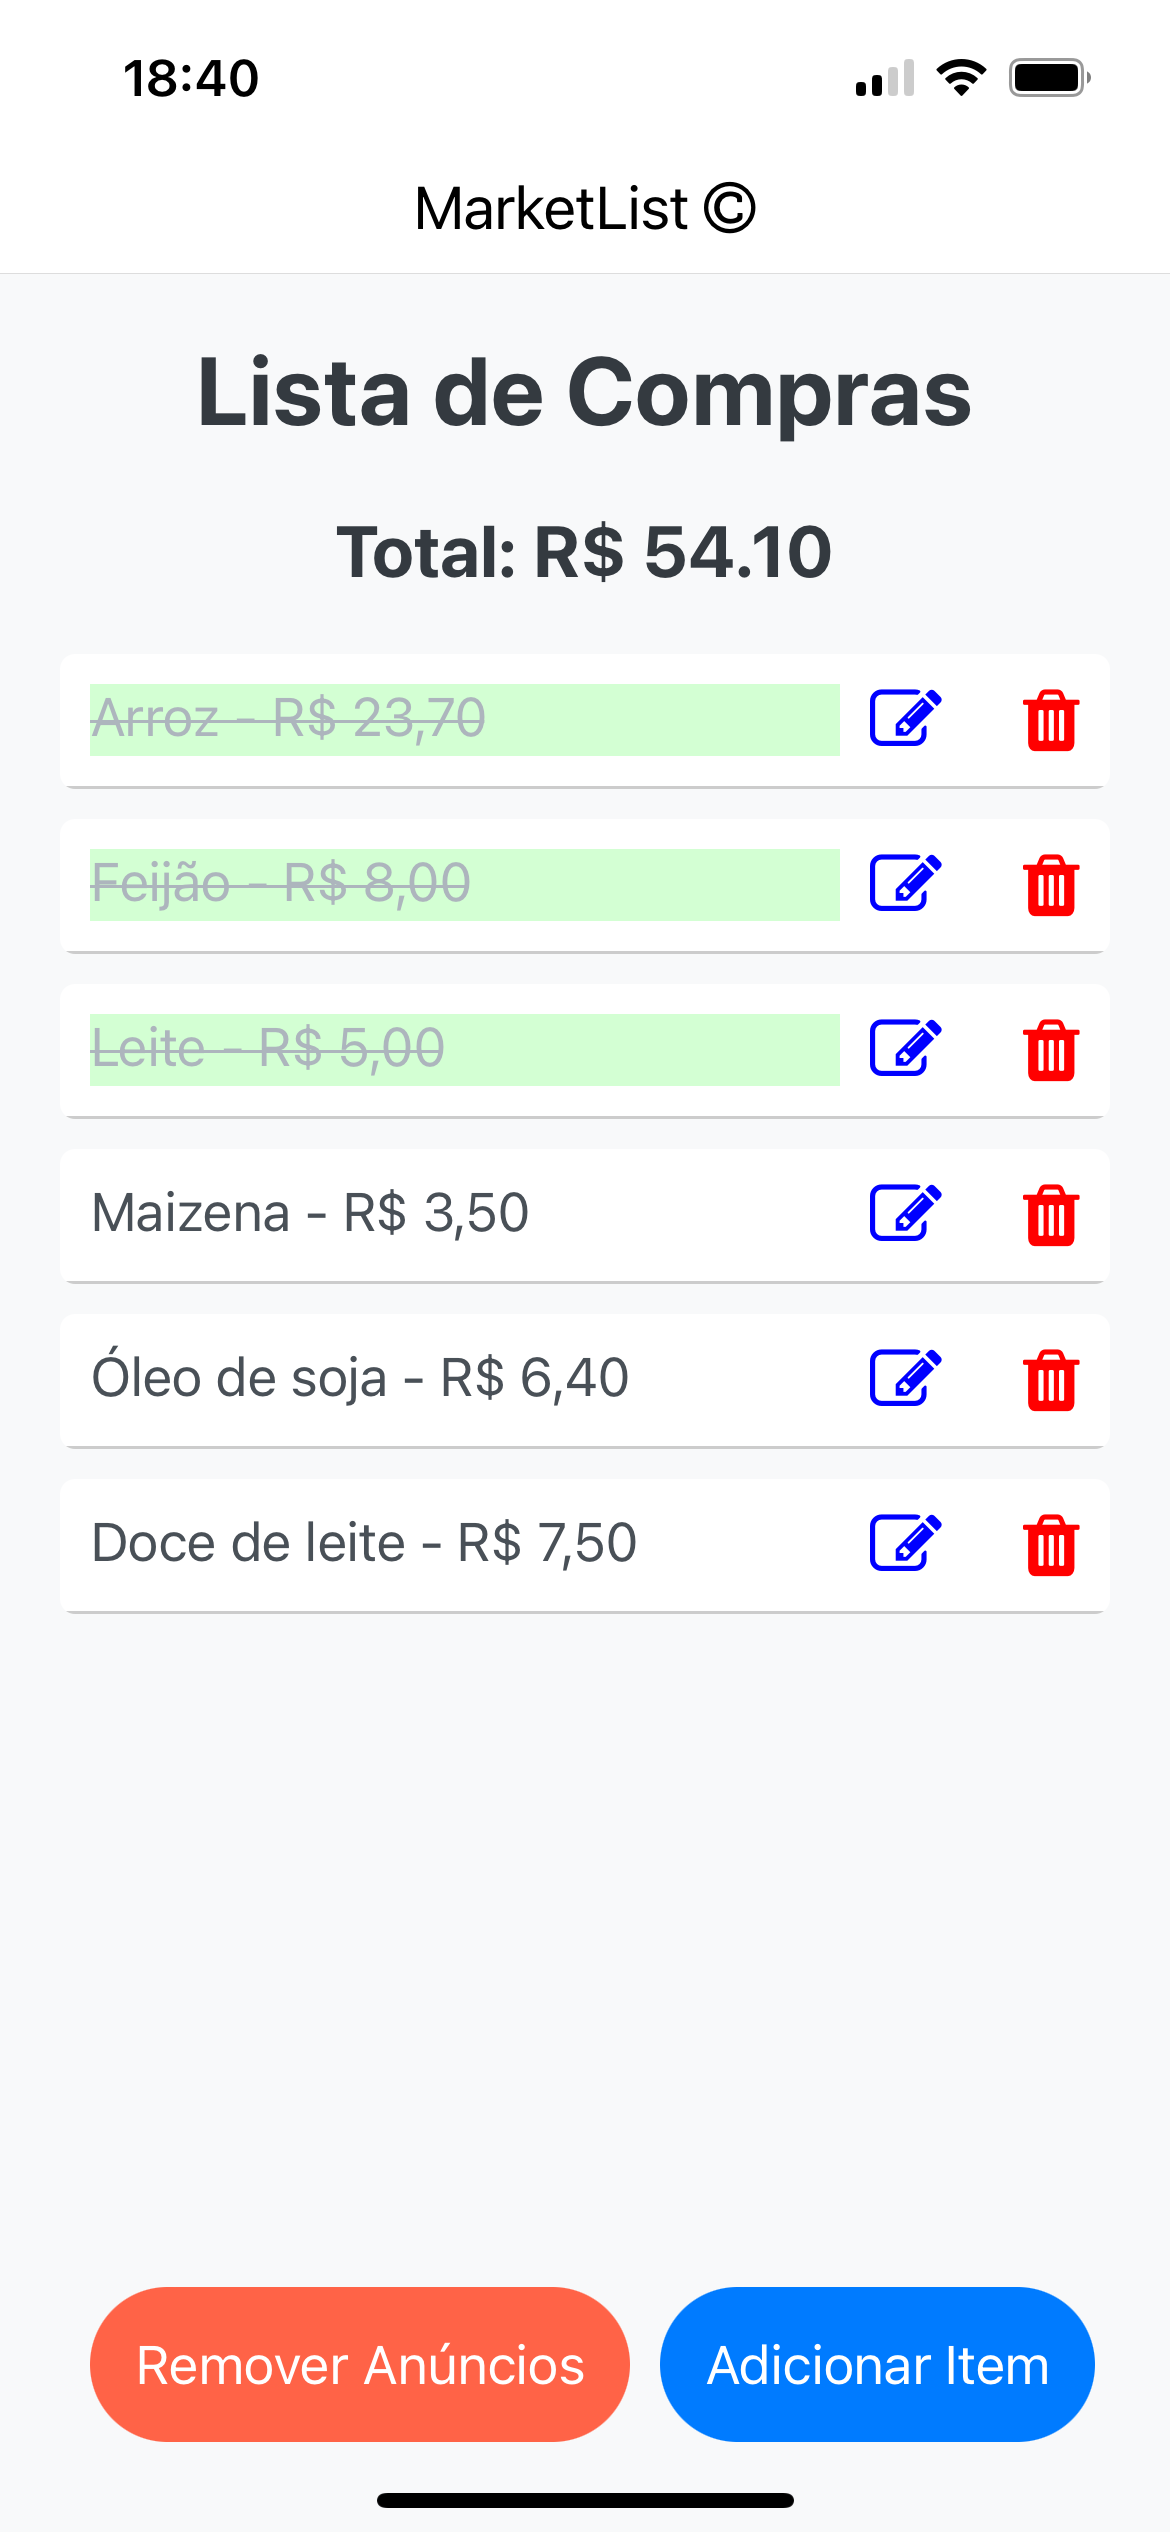 18:40
MarketList ©
Lista de Compras
Total: R$ 54.10
Arroz - R$ 23,70
Feijão - R$ 8,00
Leite - R$ 5,00
Maizena - R$ 3,50
Óleo de soja - R$ 6,40
Doce de leite - R$ 7,50
Remover Anúncios
Adicionar Item